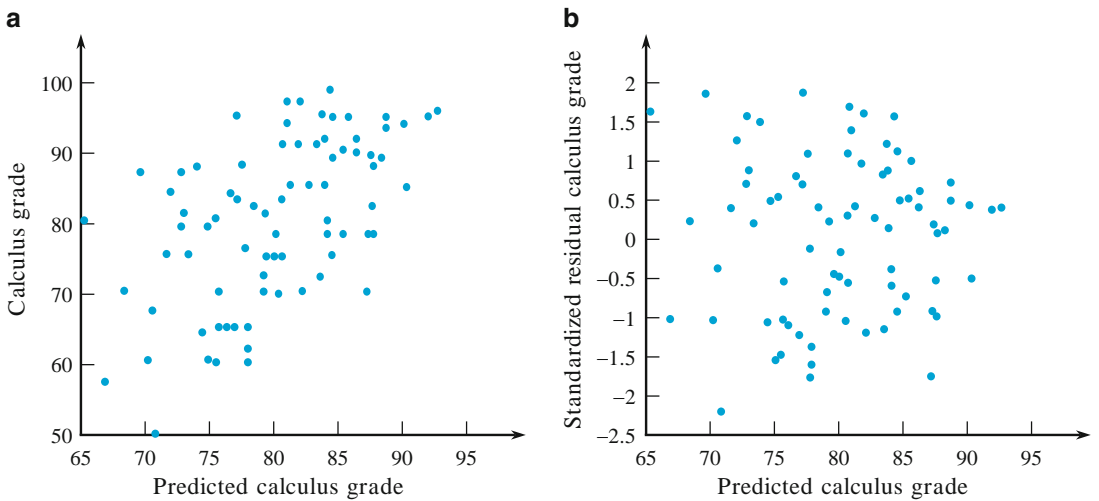 a
Calculus grade
100
90
80
70
60
50
65 70 75 80 85 90 95
Predicted calculus grade
b
Standardized residual calculus grade
2
1.5
1
0.5
0
−0.5
−1
−1.5
−2
−2.5
65 70 75 80 85 90 95
Predicted calculus grade